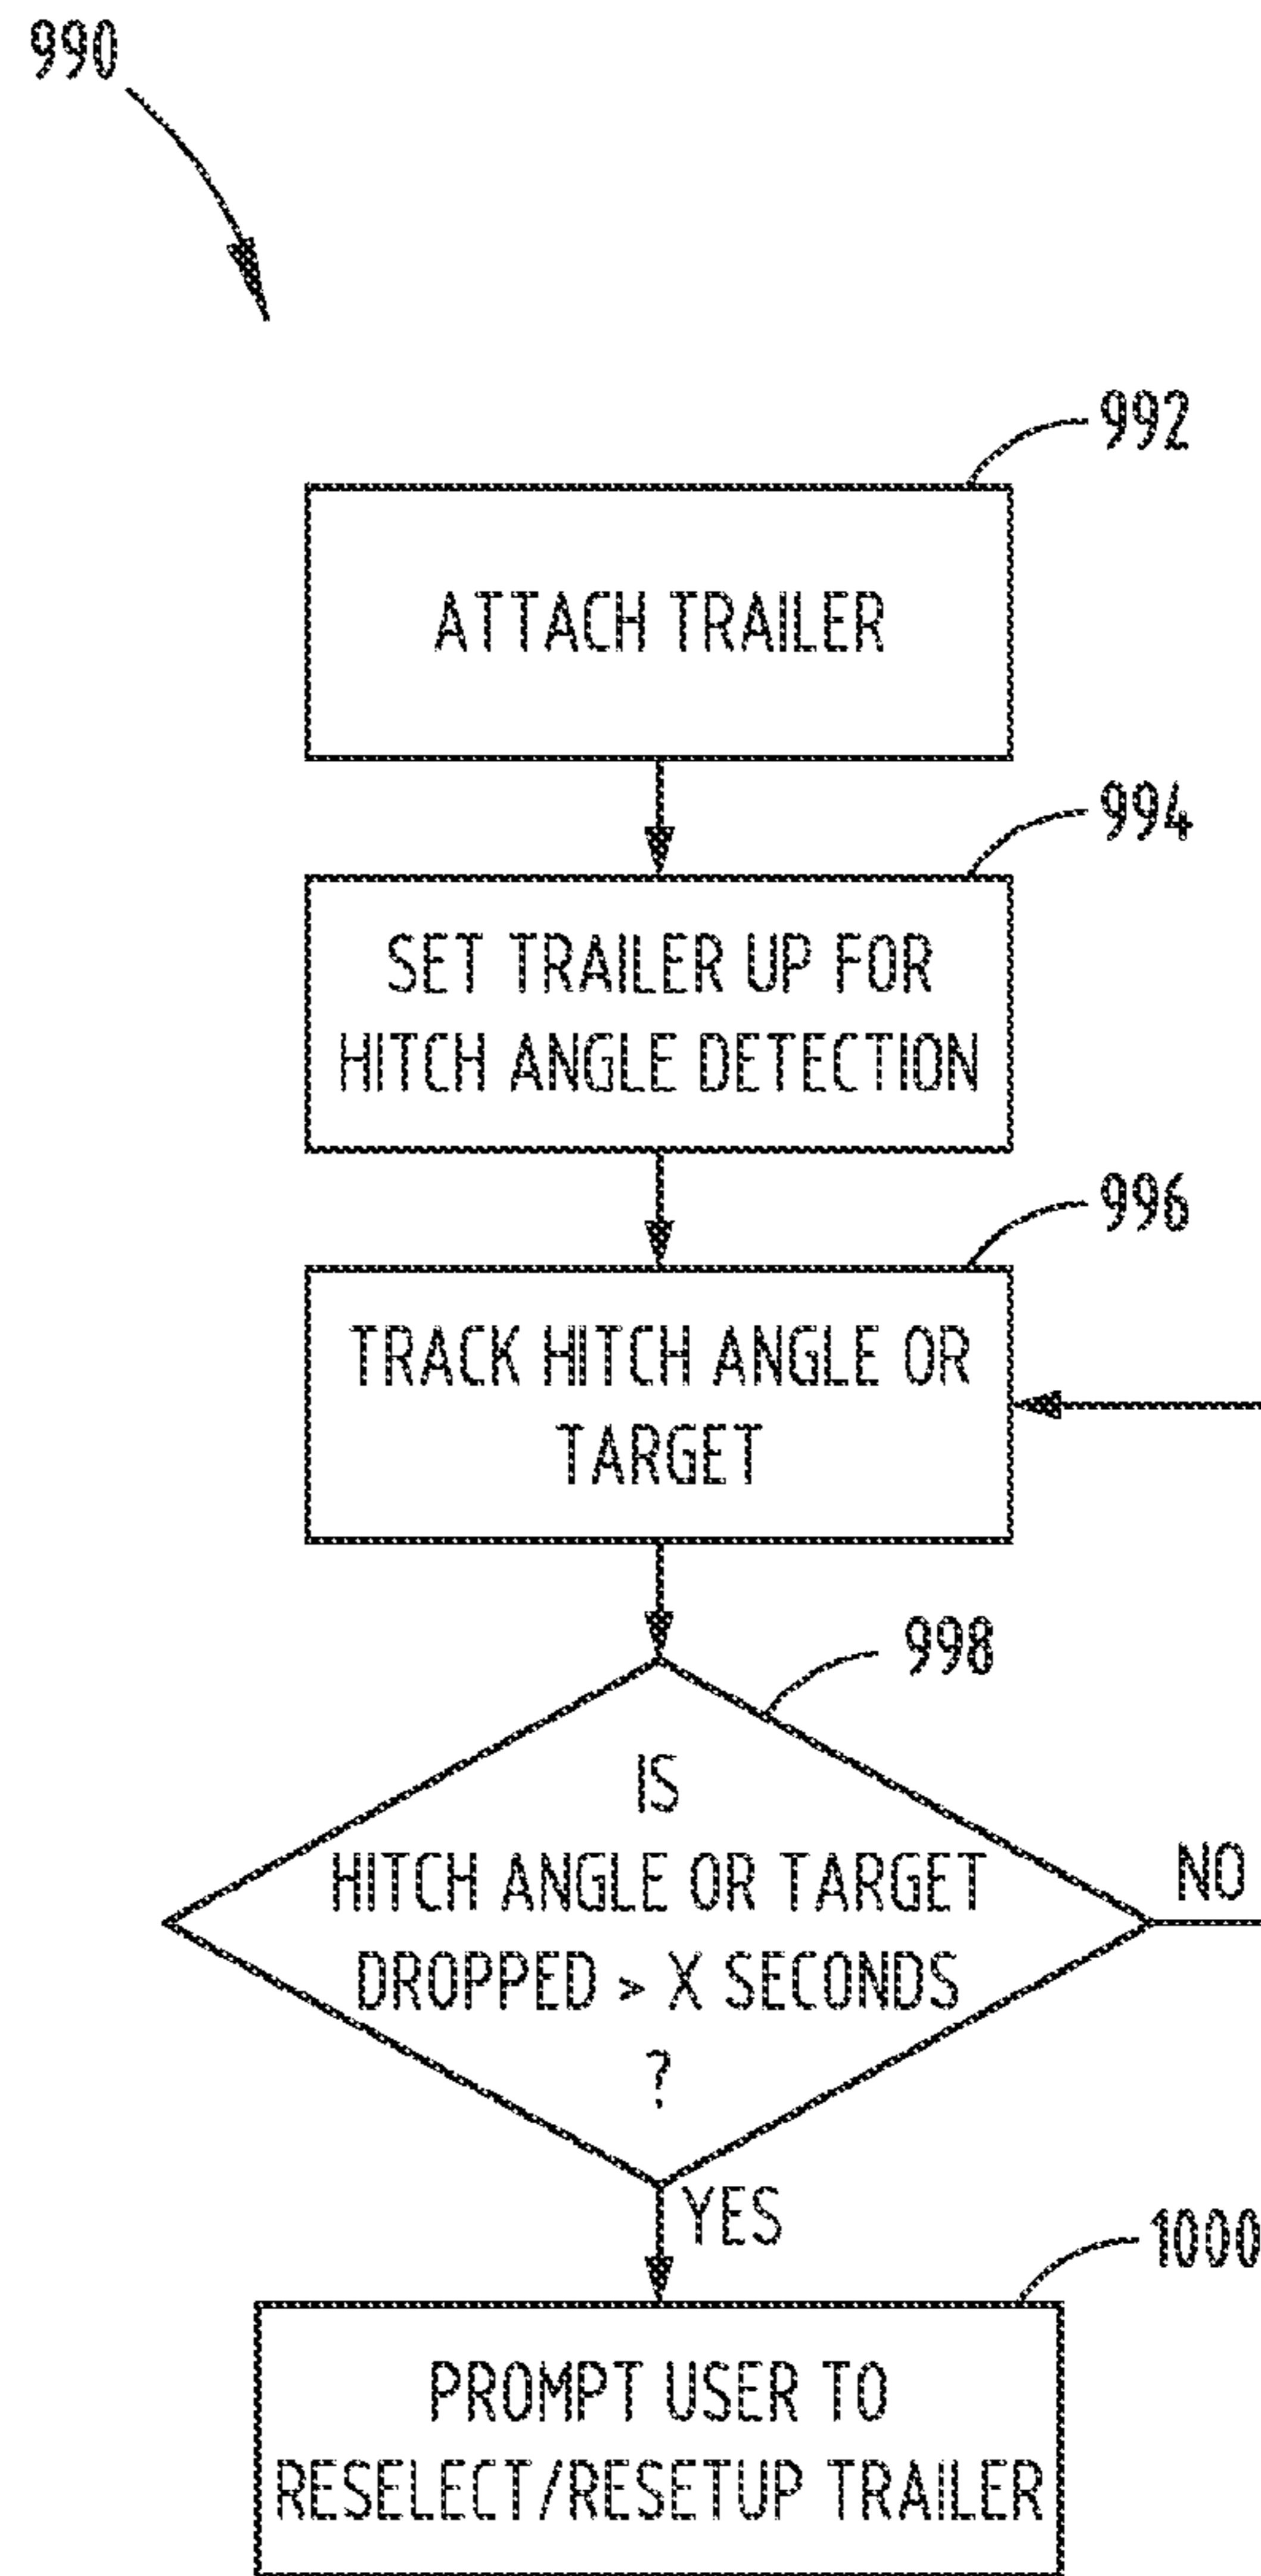 990
992
ATTACH TRAILER
994
SET TRAILER UP FOR
HITCH ANGLE DETECTION
996
TRACK HITCH ANGLE OR
TARGET
998
IS
HITCH ANGLE OR TARGET
DROPPED > X SECONDS
?
NO
YES
1000
PROMPT USER TO
RESELECT/RESETUP TRAILER